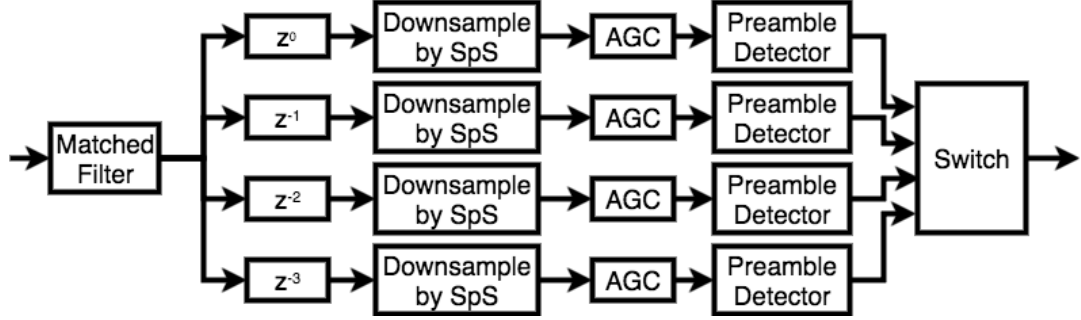 z⁰
Downsample
by SpS
AGC
Preamble
Detector
z⁻¹
Downsample
by SpS
AGC
Preamble
Detector
Matched
Filter
Switch
z⁻²
Downsample
by SpS
AGC
Preamble
Detector
z⁻³
Downsample
by SpS
AGC
Preamble
Detector